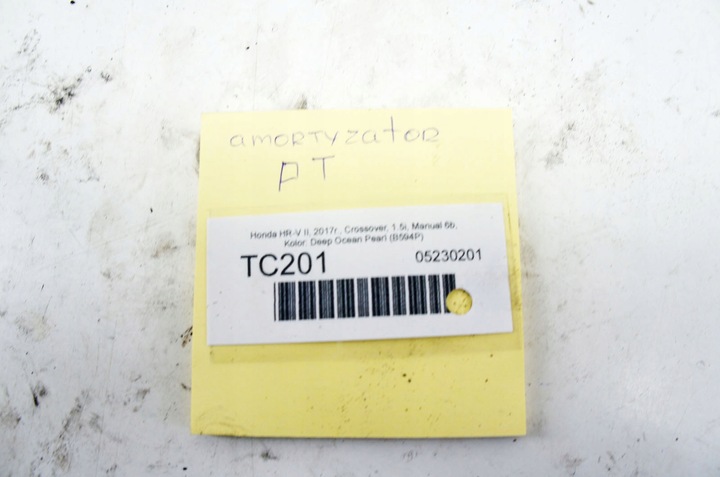 amortyzator
PT
Honda HR-V II, 2017r., Crossover, 1.5i, Manual 6b,
Kolor: Deep Ocean Pearl (B594P)
TC201 05230201